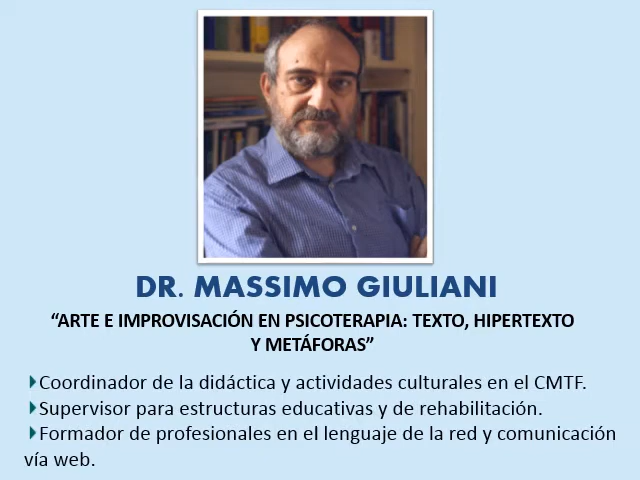 DR. MASSIMO GIULIANI
“ARTE E IMPROVISACIÓN EN PSICOTERAPIA: TEXTO, HIPERTEXTO
Y METÁFORAS”
Coordinador de la didáctica y actividades culturales en el CMTF.
Supervisor para estructuras educativas y de rehabilitación.
Formador de profesionales en el lenguaje de la red y comunicación
vía web.